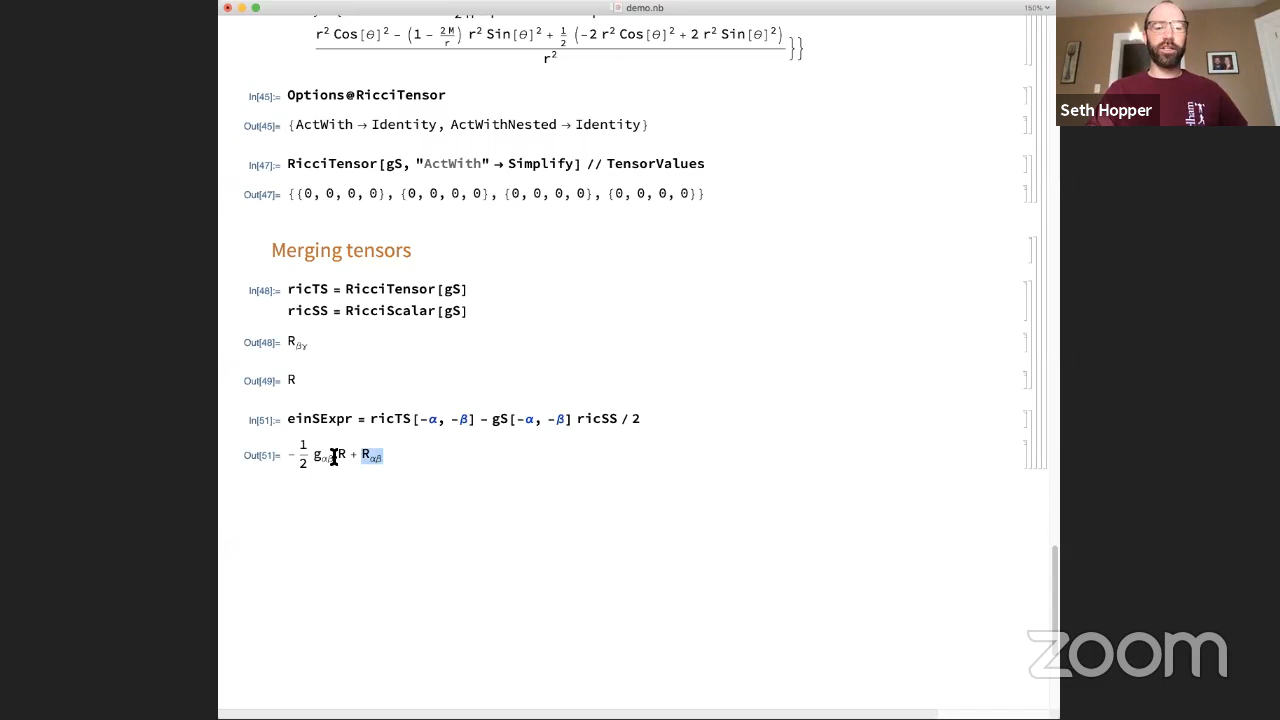 demo.nb
150%
r² Cos[θ]² - (1 - 2 M/r) r² Sin[θ]² + 1/2 (-2 r² Cos[θ]² + 2 r² Sin[θ]²)
r²
}}
Seth Hopper
In[45]:= Options@RicciTensor
Out[45]= {ActWith → Identity, ActWithNested → Identity}
In[47]:= RicciTensor[gS, "ActWith" → Simplify] // TensorValues
Out[47]= {{0, 0, 0, 0}, {0, 0, 0, 0}, {0, 0, 0, 0}, {0, 0, 0, 0}}
Merging tensors
In[48]:= ricTS = RicciTensor[gS]
ricSS = RicciScalar[gS]
Out[48]= Rβγ
Out[49]= R
In[51]:= einSExpr = ricTS[-α, -β] - gS[-α, -β] ricSS / 2
Out[51]= - 1/2 gαβ R + Rαβ
zoom